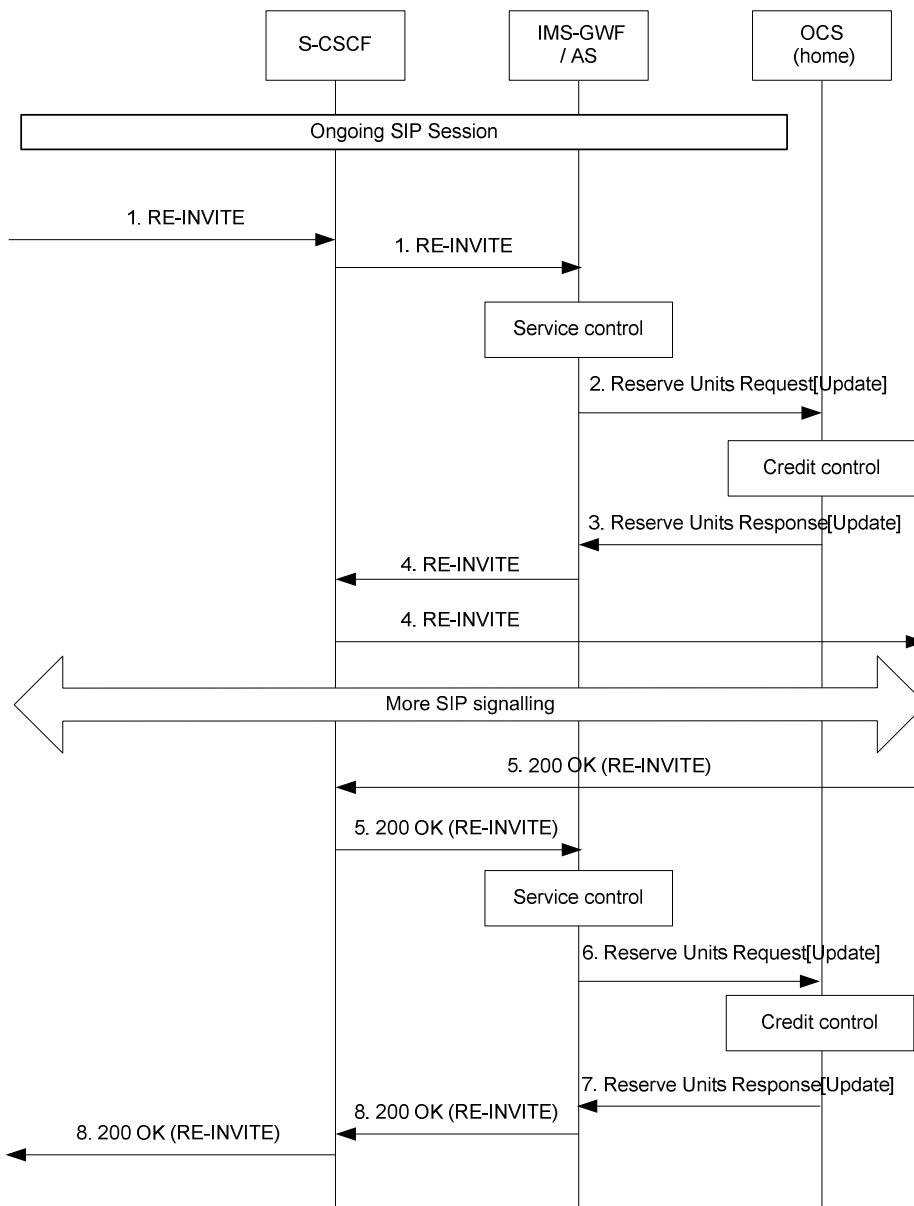 S-CSCF
IMS-GWF
/ AS
OCS
(home)
Ongoing SIP Session
1. RE-INVITE
1. RE-INVITE
Service control
2. Reserve Units Request[Update]
Credit control
3. Reserve Units Response[Update]
4. RE-INVITE
4. RE-INVITE
More SIP signalling
5. 200 OK (RE-INVITE)
5. 200 OK (RE-INVITE)
Service control
6. Reserve Units Request[Update]
Credit control
7. Reserve Units Response[Update]
8. 200 OK (RE-INVITE)
8. 200 OK (RE-INVITE)